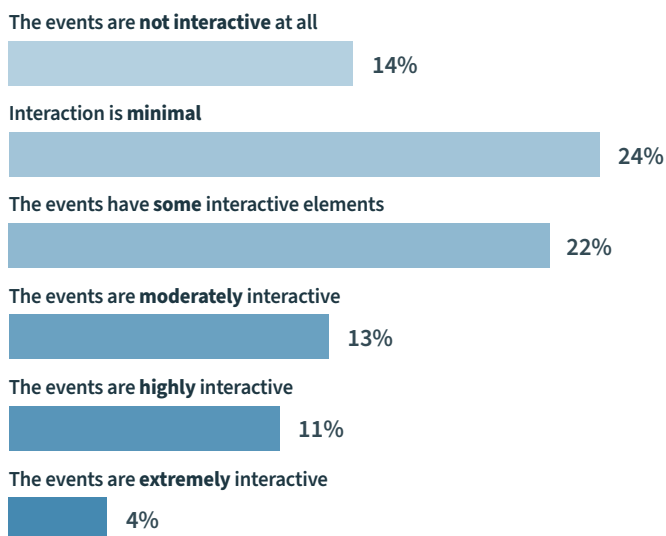 The events are not interactive at all
14%
Interaction is minimal
24%
The events have some interactive elements
22%
The events are moderately interactive
13%
The events are highly interactive
11%
The events are extremely interactive
4%